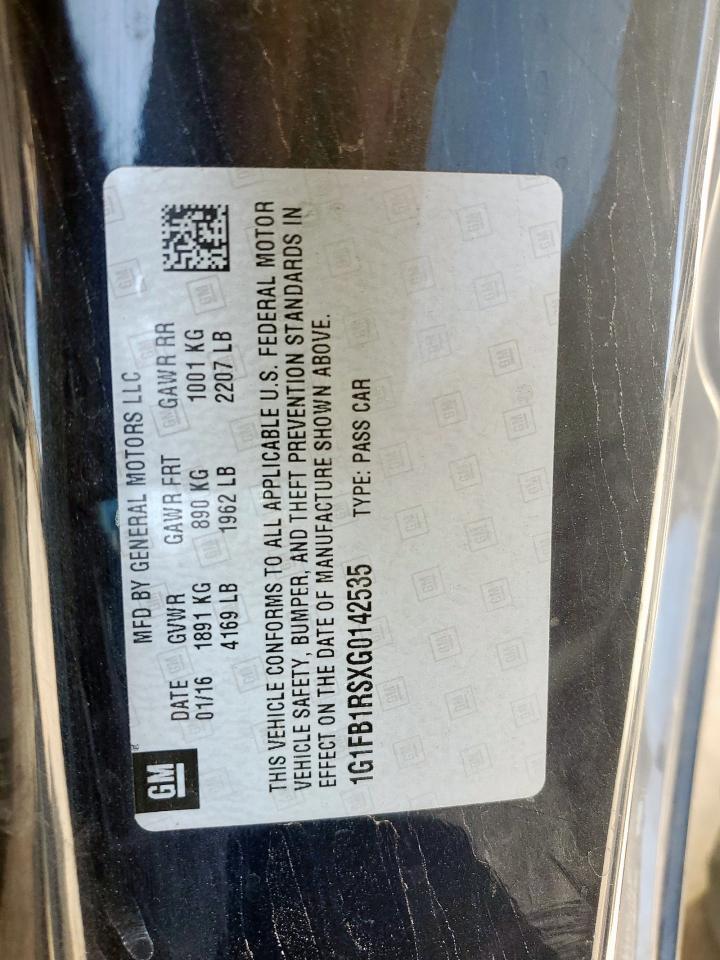 GM
MFD BY GENERAL MOTORS LLC
DATE GVWR GAWR FRT GAWR RR
01/16 1891 KG 890 KG 1001 KG
4169 LB 1962 LB 2207 LB
THIS VEHICLE CONFORMS TO ALL APPLICABLE U.S. FEDERAL MOTOR
VEHICLE SAFETY, BUMPER, AND THEFT PREVENTION STANDARDS IN
EFFECT ON THE DATE OF MANUFACTURE SHOWN ABOVE.
1G1FB1RSXG0142535 TYPE: PASS CAR